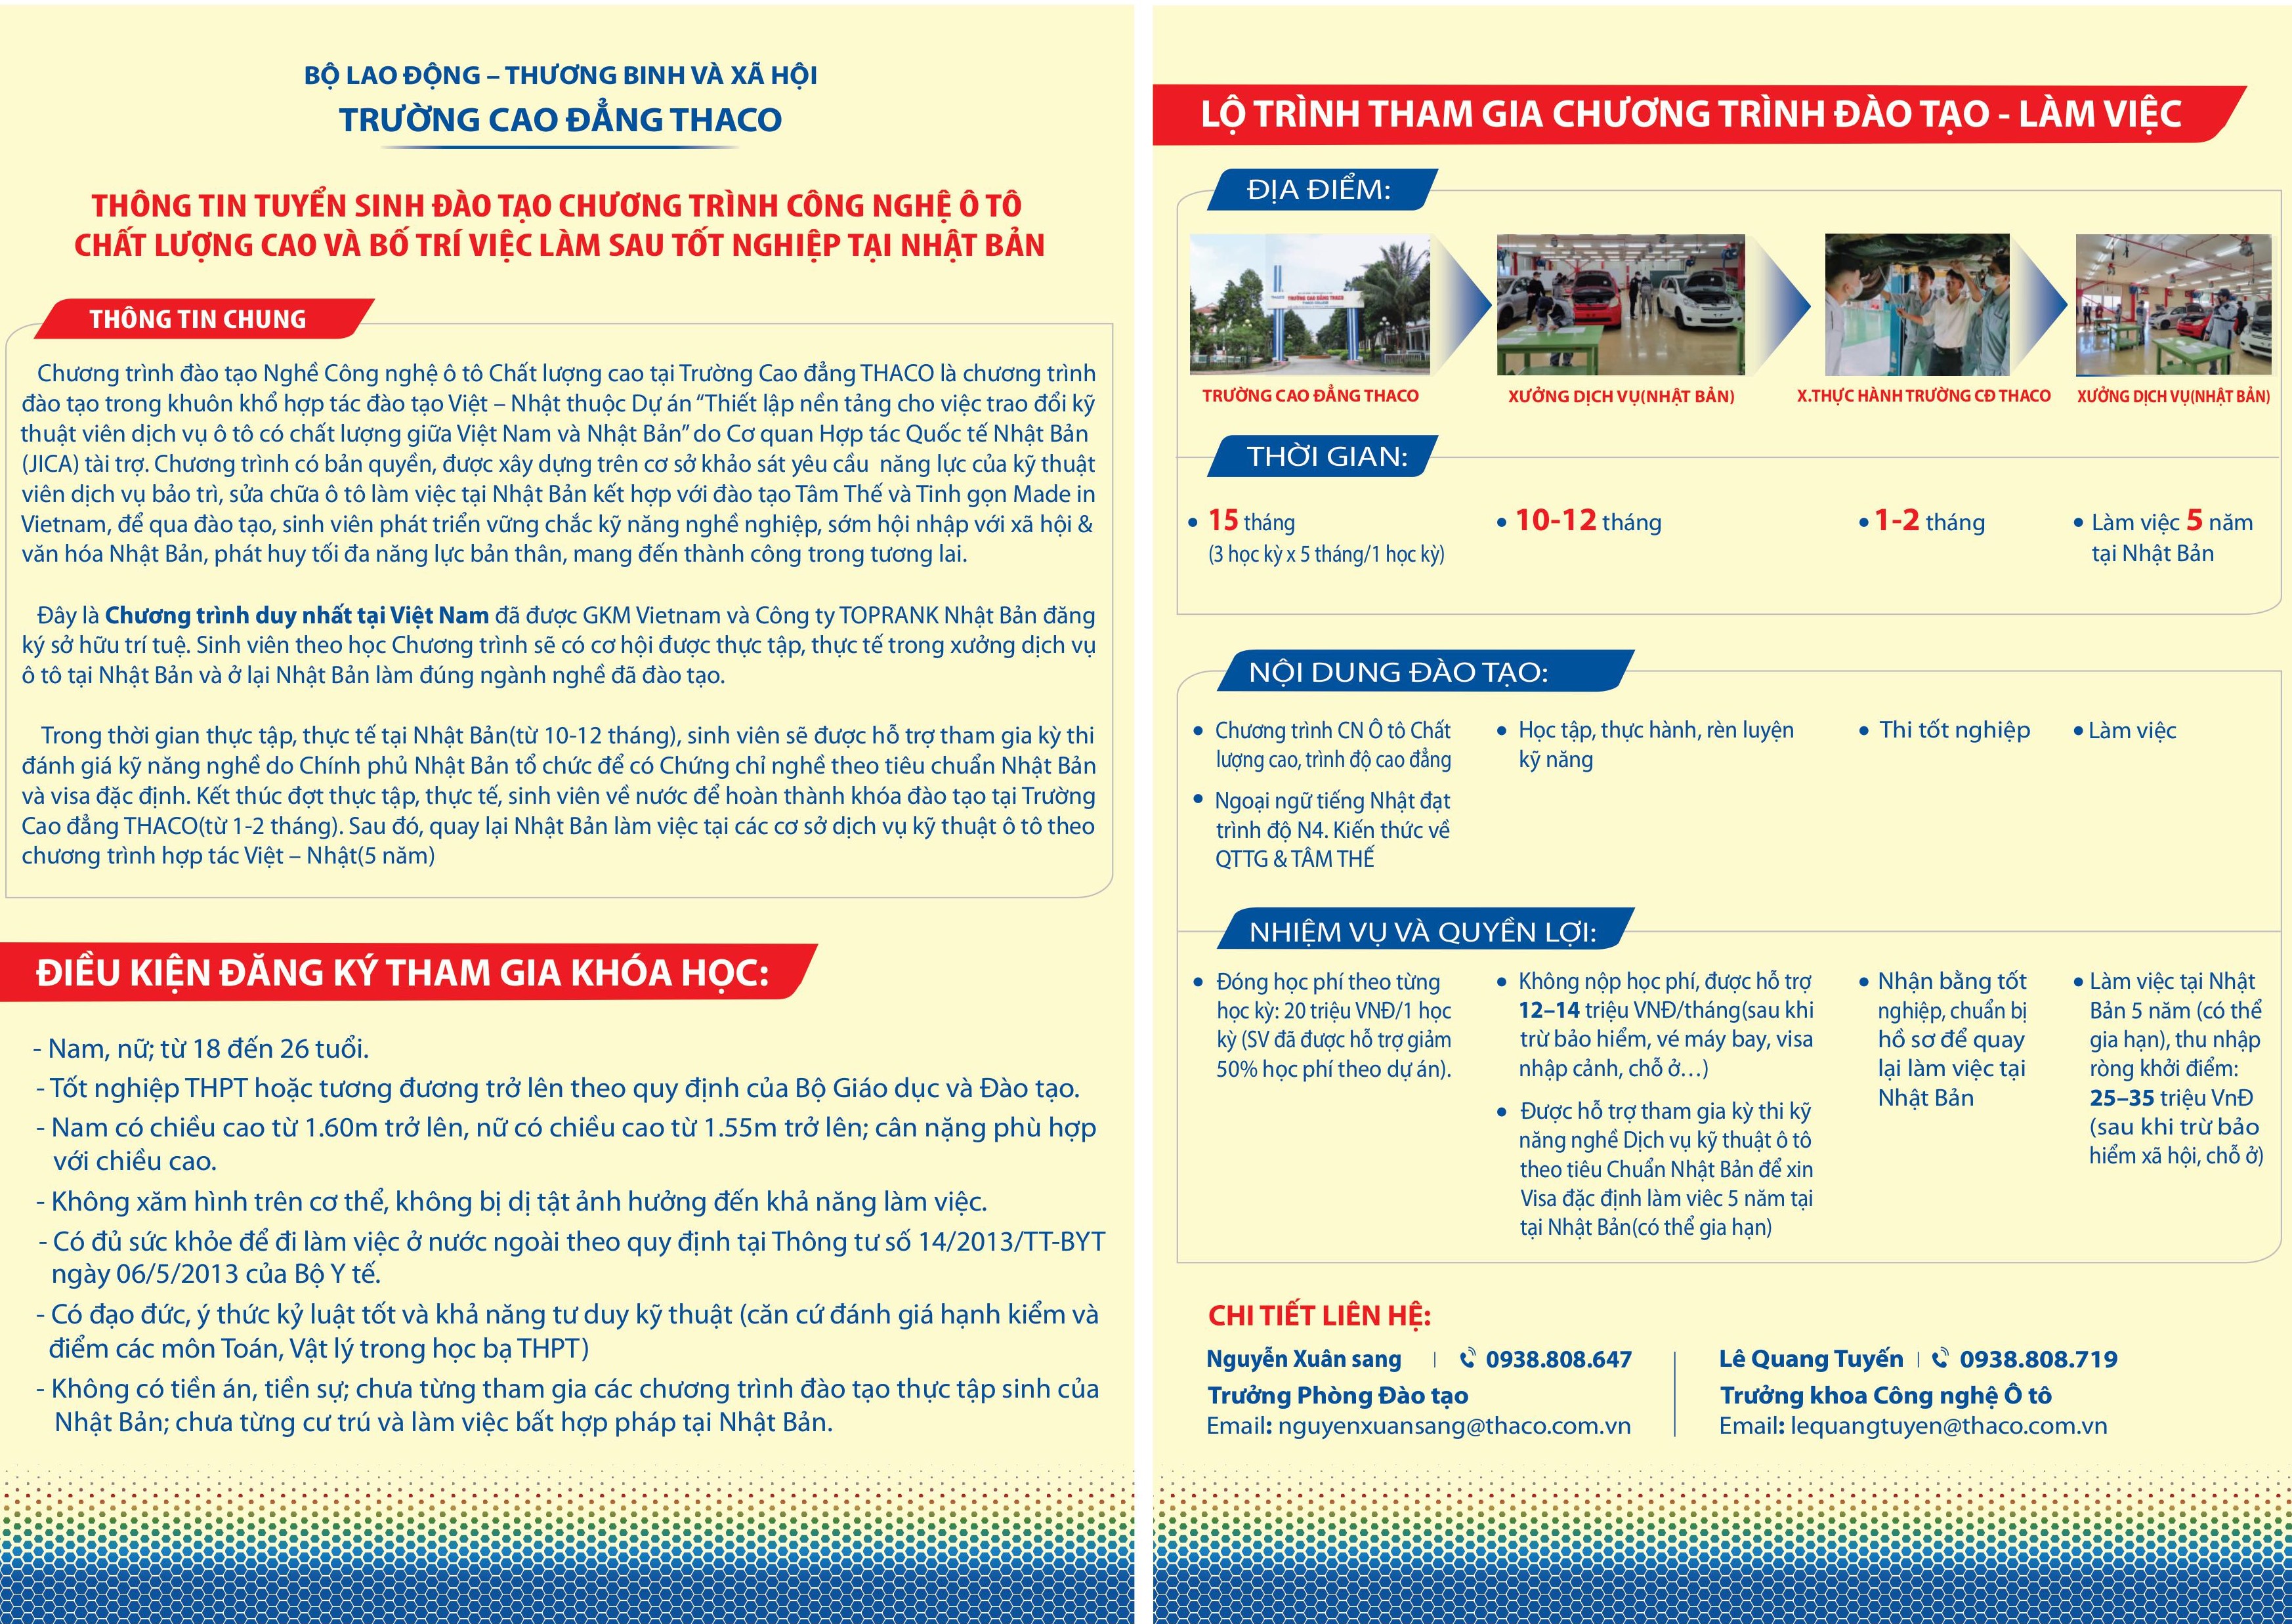 BỘ LAO ĐỘNG – THƯƠNG BINH VÀ XÃ HỘI
TRƯỜNG CAO ĐẲNG THACO
THÔNG TIN TUYỂN SINH ĐÀO TẠO CHƯƠNG TRÌNH CÔNG NGHỆ Ô TÔ
CHẤT LƯỢNG CAO VÀ BỐ TRÍ VIỆC LÀM SAU TỐT NGHIỆP TẠI NHẬT BẢN
THÔNG TIN CHUNG
Chương trình đào tạo Nghề Công nghệ ô tô Chất lượng cao tại Trường Cao đẳng THACO là chương trình
đào tạo trong khuôn khổ hợp tác đào tạo Việt – Nhật thuộc Dự án “Thiết lập nền tảng cho việc trao đổi kỹ
thuật viên dịch vụ ô tô có chất lượng giữa Việt Nam và Nhật Bản” do Cơ quan Hợp tác Quốc tế Nhật Bản
(JICA) tài trợ. Chương trình có bản quyền, được xây dựng trên cơ sở khảo sát yêu cầu năng lực của kỹ thuật
viên dịch vụ bảo trì, sửa chữa ô tô làm việc tại Nhật Bản kết hợp với đào tạo Tâm Thế và Tinh gọn Made in
Vietnam, để qua đào tạo, sinh viên phát triển vững chắc kỹ năng nghề nghiệp, sớm hội nhập với xã hội &
văn hóa Nhật Bản, phát huy tối đa năng lực bản thân, mang đến thành công trong tương lai.
Đây là Chương trình duy nhất tại Việt Nam đã được GKM Vietnam và Công ty TOPRANK Nhật Bản đăng
ký sở hữu trí tuệ. Sinh viên theo học Chương trình sẽ có cơ hội được thực tập, thực tế trong xưởng dịch vụ
ô tô tại Nhật Bản và ở lại Nhật Bản làm đúng ngành nghề đã đào tạo.
Trong thời gian thực tập, thực tế tại Nhật Bản(từ 10-12 tháng), sinh viên sẽ được hỗ trợ tham gia kỳ thi
đánh giá kỹ năng nghề do Chính phủ Nhật Bản tổ chức để có Chứng chỉ nghề theo tiêu chuẩn Nhật Bản
và visa đặc định. Kết thúc đợt thực tập, thực tế, sinh viên về nước để hoàn thành khóa đào tạo tại Trường
Cao đẳng THACO(từ 1-2 tháng). Sau đó, quay lại Nhật Bản làm việc tại các cơ sở dịch vụ kỹ thuật ô tô theo
chương trình hợp tác Việt – Nhật(5 năm)
ĐIỀU KIỆN ĐĂNG KÝ THAM GIA KHÓA HỌC:
- Nam, nữ; từ 18 đến 26 tuổi.
- Tốt nghiệp THPT hoặc tương đương trở lên theo quy định của Bộ Giáo dục và Đào tạo.
- Nam có chiều cao từ 1.60m trở lên, nữ có chiều cao từ 1.55m trở lên; cân nặng phù hợp
với chiều cao.
- Không xăm hình trên cơ thể, không bị dị tật ảnh hưởng đến khả năng làm việc.
- Có đủ sức khỏe để đi làm việc ở nước ngoài theo quy định tại Thông tư số 14/2013/TT-BYT
ngày 06/5/2013 của Bộ Y tế.
- Có đạo đức, ý thức kỷ luật tốt và khả năng tư duy kỹ thuật (căn cứ đánh giá hạnh kiểm và
điểm các môn Toán, Vật lý trong học bạ THPT)
- Không có tiền án, tiền sự; chưa từng tham gia các chương trình đào tạo thực tập sinh của
Nhật Bản; chưa từng cư trú và làm việc bất hợp pháp tại Nhật Bản.
LỘ TRÌNH THAM GIA CHƯƠNG TRÌNH ĐÀO TẠO - LÀM VIỆC
ĐỊA ĐIỂM:
TRƯỜNG CAO ĐẲNG THACO
TRƯỜNG CAO ĐẲNG THACO
XƯỞNG DỊCH VỤ(NHẬT BẢN)
X.THỰC HÀNH TRƯỜNG CĐ THACO
XƯỞNG DỊCH VỤ(NHẬT BẢN)
THỜI GIAN:
• 15 tháng
(3 học kỳ x 5 tháng/1 học kỳ)
• 10-12 tháng
• 1-2 tháng
• Làm việc 5 năm
tại Nhật Bản
NỘI DUNG ĐÀO TẠO:
• Chương trình CN Ô tô Chất
lượng cao, trình độ cao đẳng
• Ngoại ngữ tiếng Nhật đạt
trình độ N4. Kiến thức về
QTTG & TÂM THẾ
• Học tập, thực hành, rèn luyện
kỹ năng
• Thi tốt nghiệp
• Làm việc
NHIỆM VỤ VÀ QUYỀN LỢI:
• Đóng học phí theo từng
học kỳ: 20 triệu VNĐ/1 học
kỳ (SV đã được hỗ trợ giảm
50% học phí theo dự án).
• Không nộp học phí, được hỗ trợ
12–14 triệu VNĐ/tháng(sau khi
trừ bảo hiểm, vé máy bay, visa
nhập cảnh, chỗ ở…)
• Được hỗ trợ tham gia kỳ thi kỹ
năng nghề Dịch vụ kỹ thuật ô tô
theo tiêu Chuẩn Nhật Bản để xin
Visa đặc định làm viêc 5 năm tại
tại Nhật Bản(có thể gia hạn)
• Nhận bằng tốt
nghiệp, chuẩn bị
hồ sơ để quay
lại làm việc tại
Nhật Bản
• Làm việc tại Nhật
Bản 5 năm (có thể
gia hạn), thu nhập
ròng khởi điểm:
25–35 triệu VnĐ
(sau khi trừ bảo
hiểm xã hội, chỗ ở)
CHI TIẾT LIÊN HỆ:
Nguyễn Xuân sang | 0938.808.647
Trưởng Phòng Đào tạo
Email: nguyenxuansang@thaco.com.vn
Lê Quang Tuyến | 0938.808.719
Trưởng khoa Công nghệ Ô tô
Email: lequangtuyen@thaco.com.vn